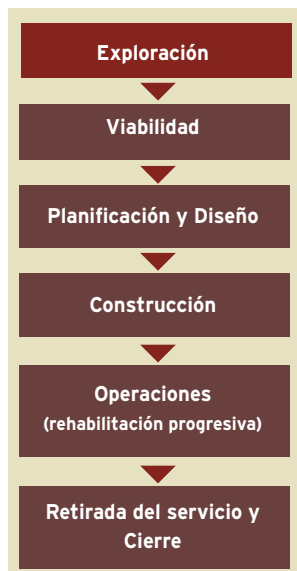 Exploración
Viabilidad
Planificación y Diseño
Construcción
Operaciones
(rehabilitación progresiva)
Retirada del servicio y
Cierre